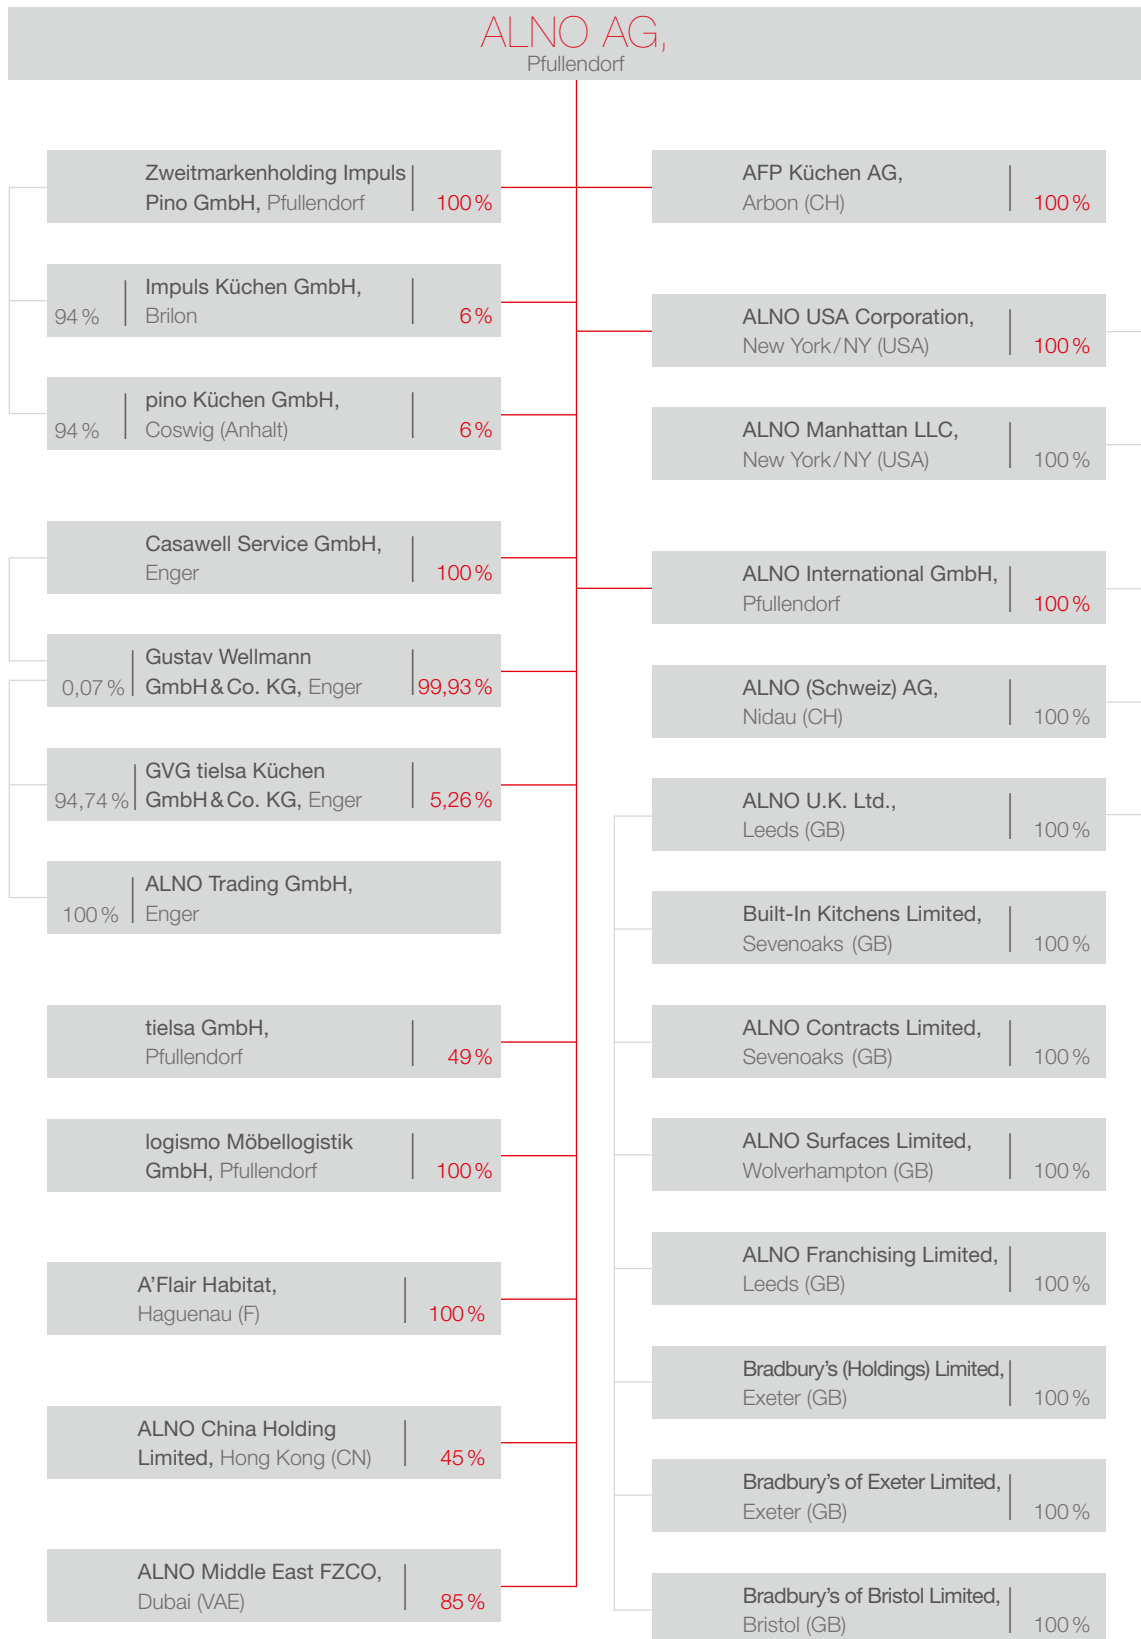 ALNO AG,
Pfullendorf
Zweitmarkenholding Impuls
Pino GmbH, Pfullendorf 100 %
Impuls Küchen GmbH,
94 % Brilon 6 %
pino Küchen GmbH,
94 % Coswig (Anhalt) 6 %
Casawell Service GmbH,
Enger 100 %
Gustav Wellmann
0,07 % GmbH & Co. KG, Enger 99,93 %
GVG tielsa Küchen
94,74 % GmbH & Co. KG, Enger 5,26 %
ALNO Trading GmbH,
100 % Enger
tielsa GmbH,
Pfullendorf 49 %
logismo Möbellogistik
GmbH, Pfullendorf 100 %
A’Flair Habitat,
Haguenau (F) 100 %
ALNO China Holding
Limited, Hong Kong (CN) 45 %
ALNO Middle East FZCO,
Dubai (VAE) 85 %
AFP Küchen AG,
Arbon (CH) 100 %
ALNO USA Corporation,
New York / NY (USA) 100 %
ALNO Manhattan LLC,
New York / NY (USA) 100 %
ALNO International GmbH,
Pfullendorf 100 %
ALNO (Schweiz) AG,
Nidau (CH) 100 %
ALNO U.K. Ltd.,
Leeds (GB) 100 %
Built-In Kitchens Limited,
Sevenoaks (GB) 100 %
ALNO Contracts Limited,
Sevenoaks (GB) 100 %
ALNO Surfaces Limited,
Wolverhampton (GB) 100 %
ALNO Franchising Limited,
Leeds (GB) 100 %
Bradbury’s (Holdings) Limited,
Exeter (GB) 100 %
Bradbury’s of Exeter Limited,
Exeter (GB) 100 %
Bradbury’s of Bristol Limited,
Bristol (GB) 100 %